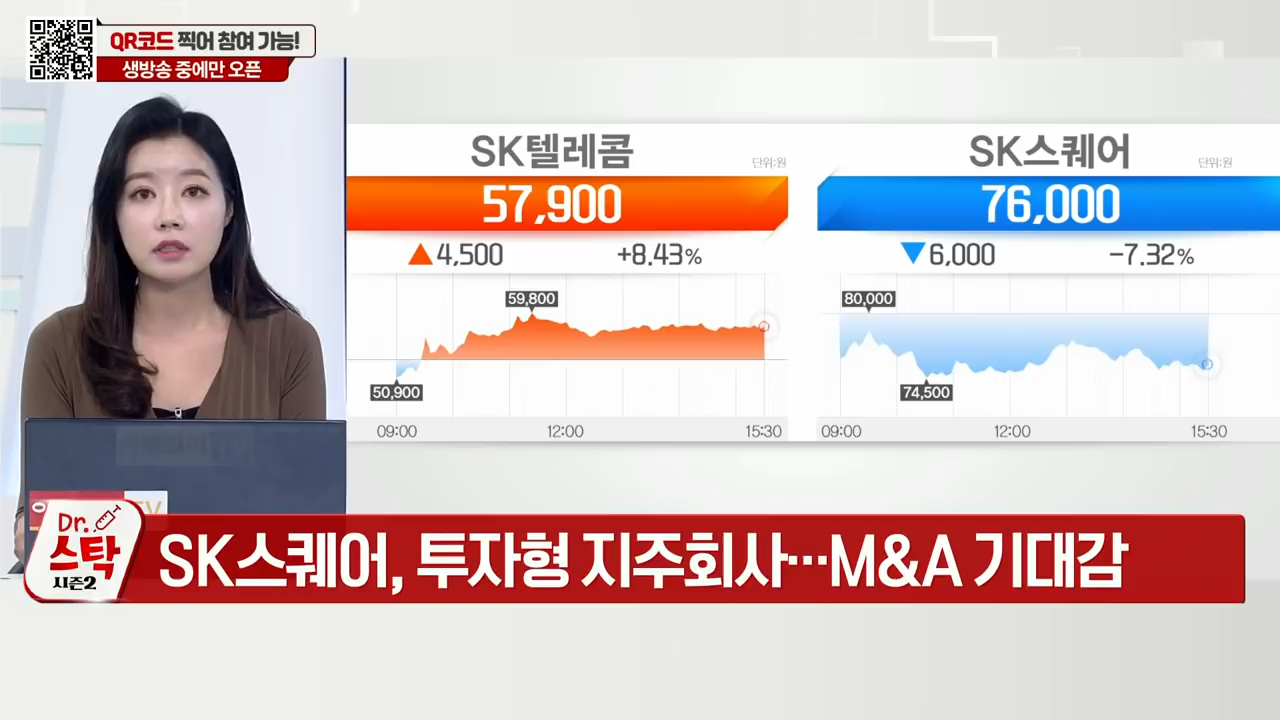 QR코드 찍어 참여 가능!
생방송 중에만 오픈
SK텔레콤
단위:원
57,900
▲4,500 +8.43%
59,800
50,900
09:00 12:00 15:30
SK스퀘어
단위:원
76,000
▼6,000 -7.32%
80,000
74,500
09:00 12:00 15:30
TV
Dr.
스탁
시즌2
SK스퀘어, 투자형 지주회사…M&A 기대감